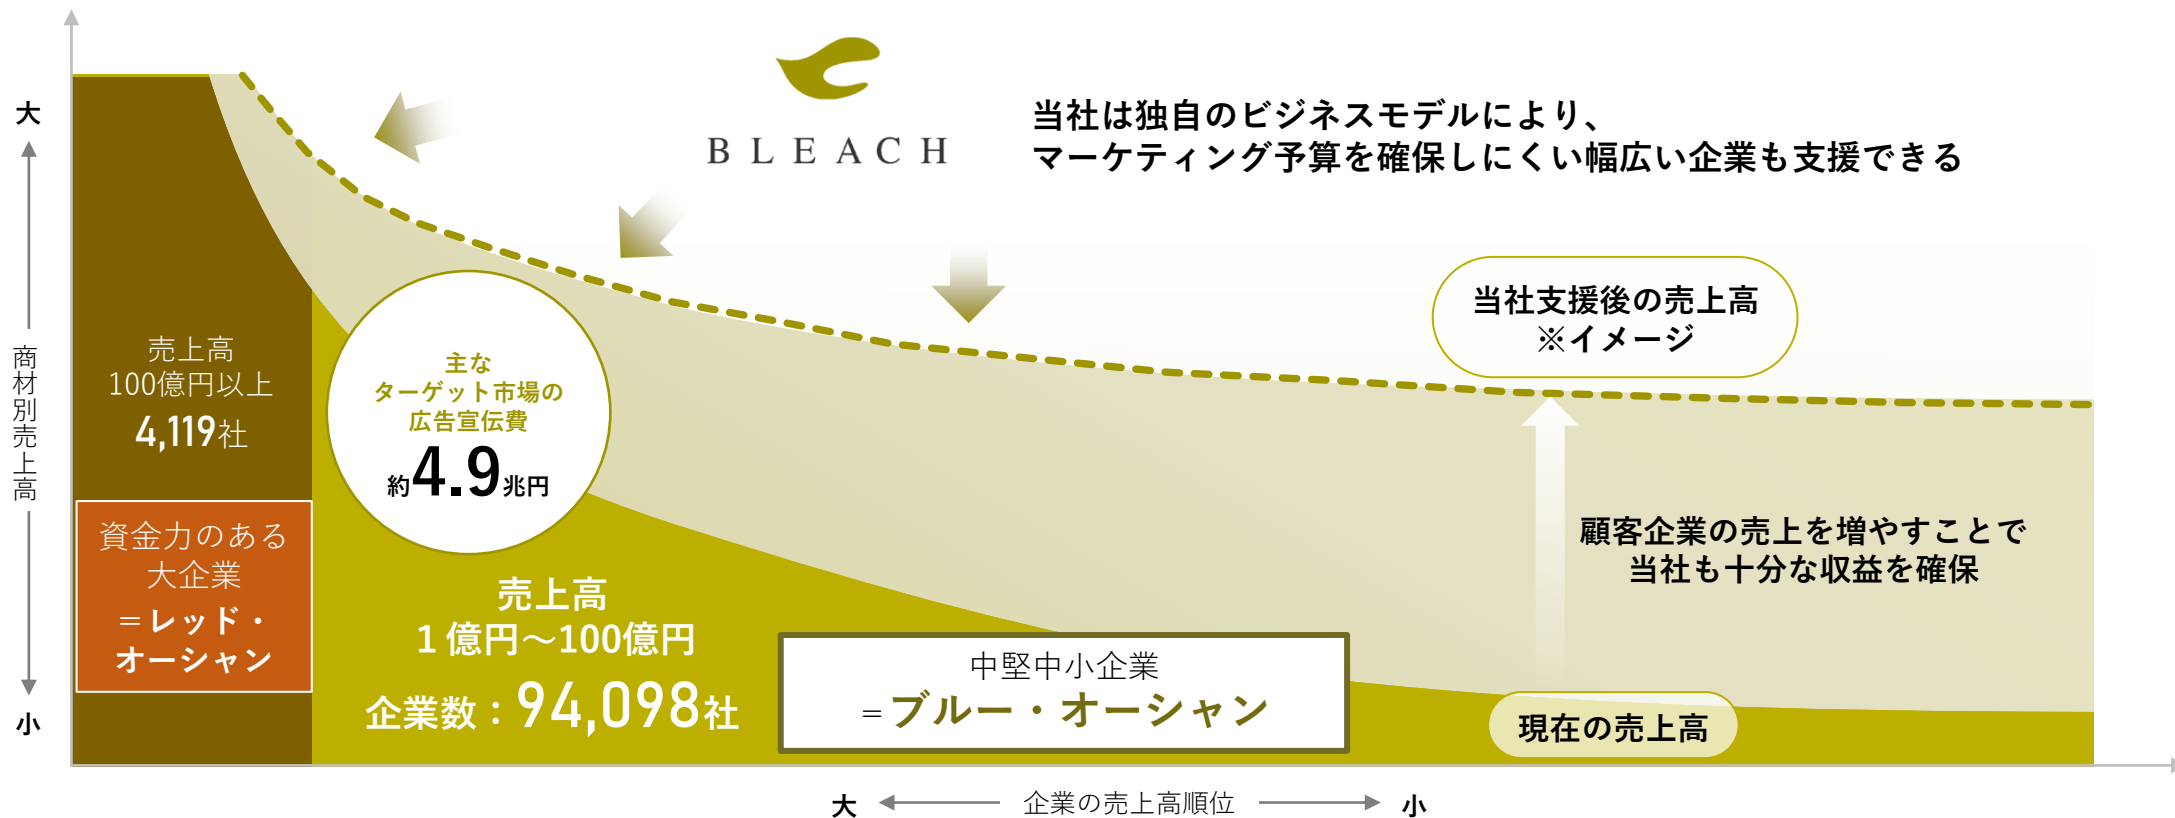 BLEACH
当社は独自のビジネスモデルにより、
マーケティング予算を確保しにくい幅広い企業も支援できる
大
商材別売上高
小
売上高
100億円以上
4,119社
資金力のある
大企業
＝レッド・
オーシャン
主な
ターゲット市場の
広告宣伝費
約4.9兆円
売上高
１億円～100億円
企業数：94,098社
中堅中小企業
＝ブルー・オーシャン
当社支援後の売上高
※イメージ
顧客企業の売上を増やすことで
当社も十分な収益を確保
現在の売上高
大 企業の売上高順位 小